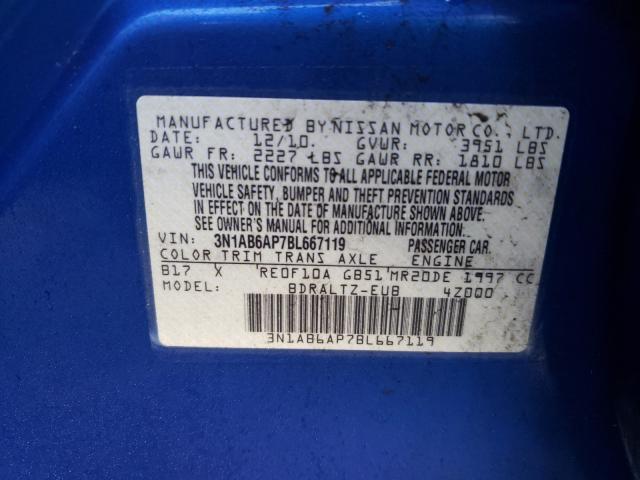 MANUFACTURED BY NISSAN MOTOR CO., LTD.
DATE: 12/10. GVWR: 3951 LBS
GAWR FR: 2227 LBS GAWR RR: 1810 LBS
THIS VEHICLE CONFORMS TO ALL APPLICABLE FEDERAL MOTOR
VEHICLE SAFETY, BUMPER AND THEFT PREVENTION STANDARDS
IN EFFECT ON THE DATE OF MANUFACTURE SHOWN ABOVE.
SEE OWNER'S MANUAL FOR ADDITIONAL INFORMATION.
VIN: 3N1AB6AP7BL667119 PASSENGER CAR.
COLOR TRIM TRANS AXLE ENGINE
B17 X RE0F10A GB51 MR20DE 1997 CC
MODEL: BDRALTZ-EUB 4Z000
H
3N1AB6AP7BL667119